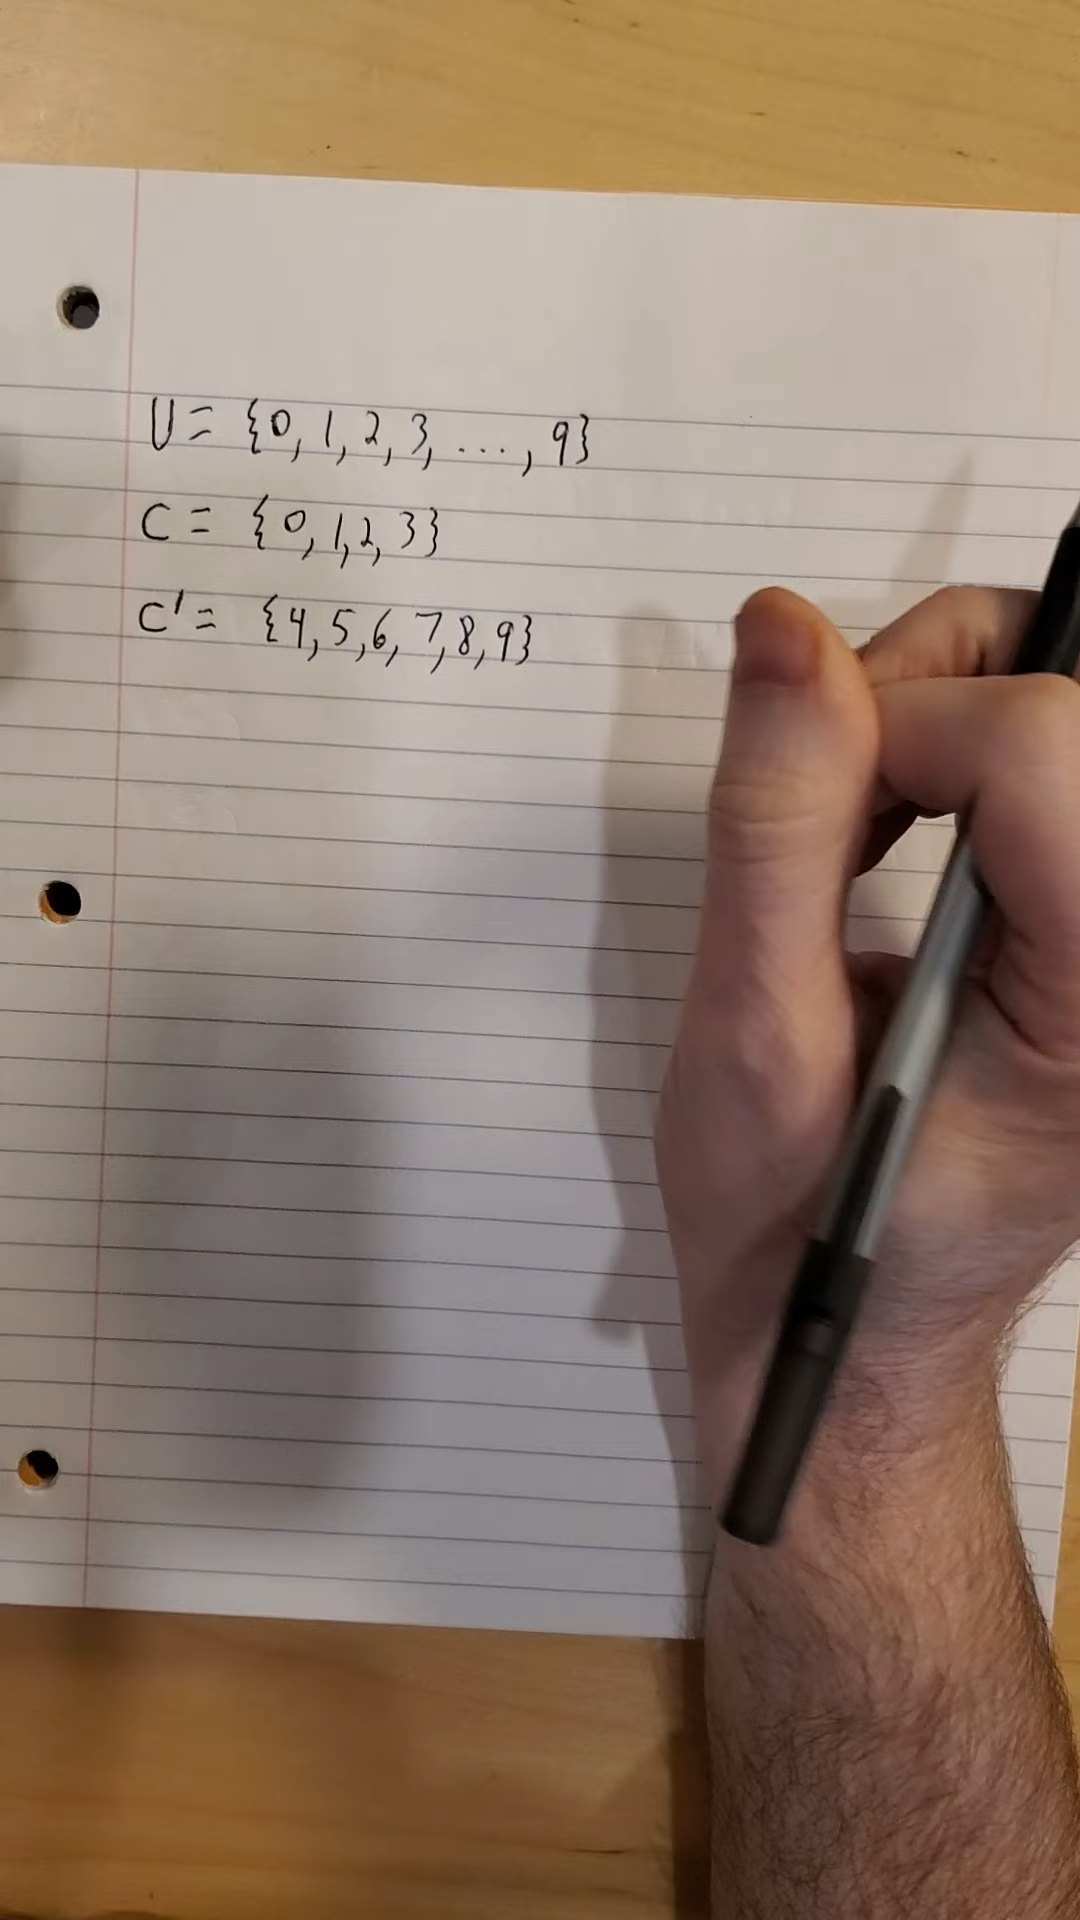 U = {0, 1, 2, 3, ..., 9}
C = {0, 1, 2, 3}
C' = {4, 5, 6, 7, 8, 9}